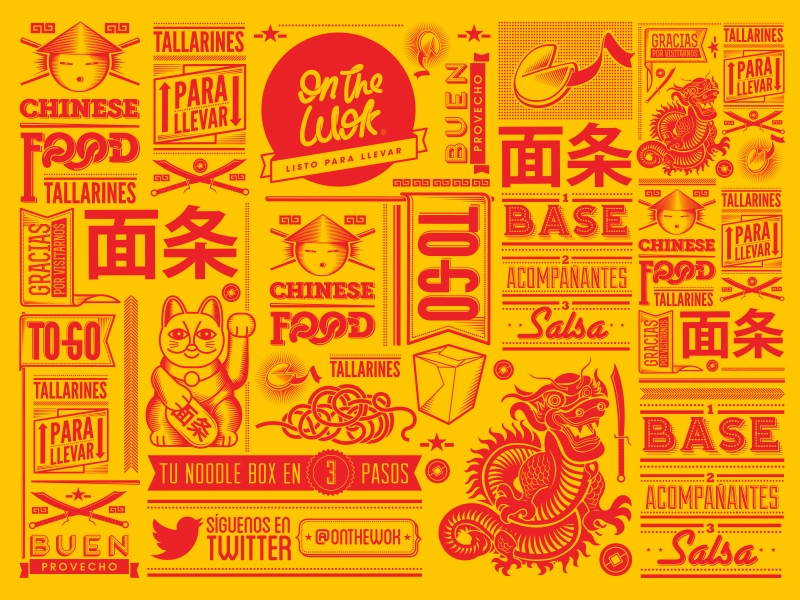 CHINESE
FOOD
TALLARINES
GRACIAS
POR VISITARNOS
面条
TO-GO
TALLARINES
PARA
LLEVAR
BUEN
PROVECHO
TALLARINES
PARA
LLEVAR
面条
TU NOODLE BOX EN 3 PASOS
SÍGUENOS EN
TWITTER
@ONTHEWOK
On the
Wok
LISTO PARA LLEVAR
BUEN
PROVECHO
CHINESE
FOOD
TO-GO
TALLARINES
面条
1
BASE
2
ACOMPAÑANTES
3
Salsa
GRACIAS
POR VISITARNOS
TALLARINES
PARA
LLEVAR
CHINESE
FOOD
TALLARINES
TALLARINES
PARA
LLEVAR
GRACIAS
POR VISITARNOS
面条
1
BASE
2
ACOMPAÑANTES
3
Salsa